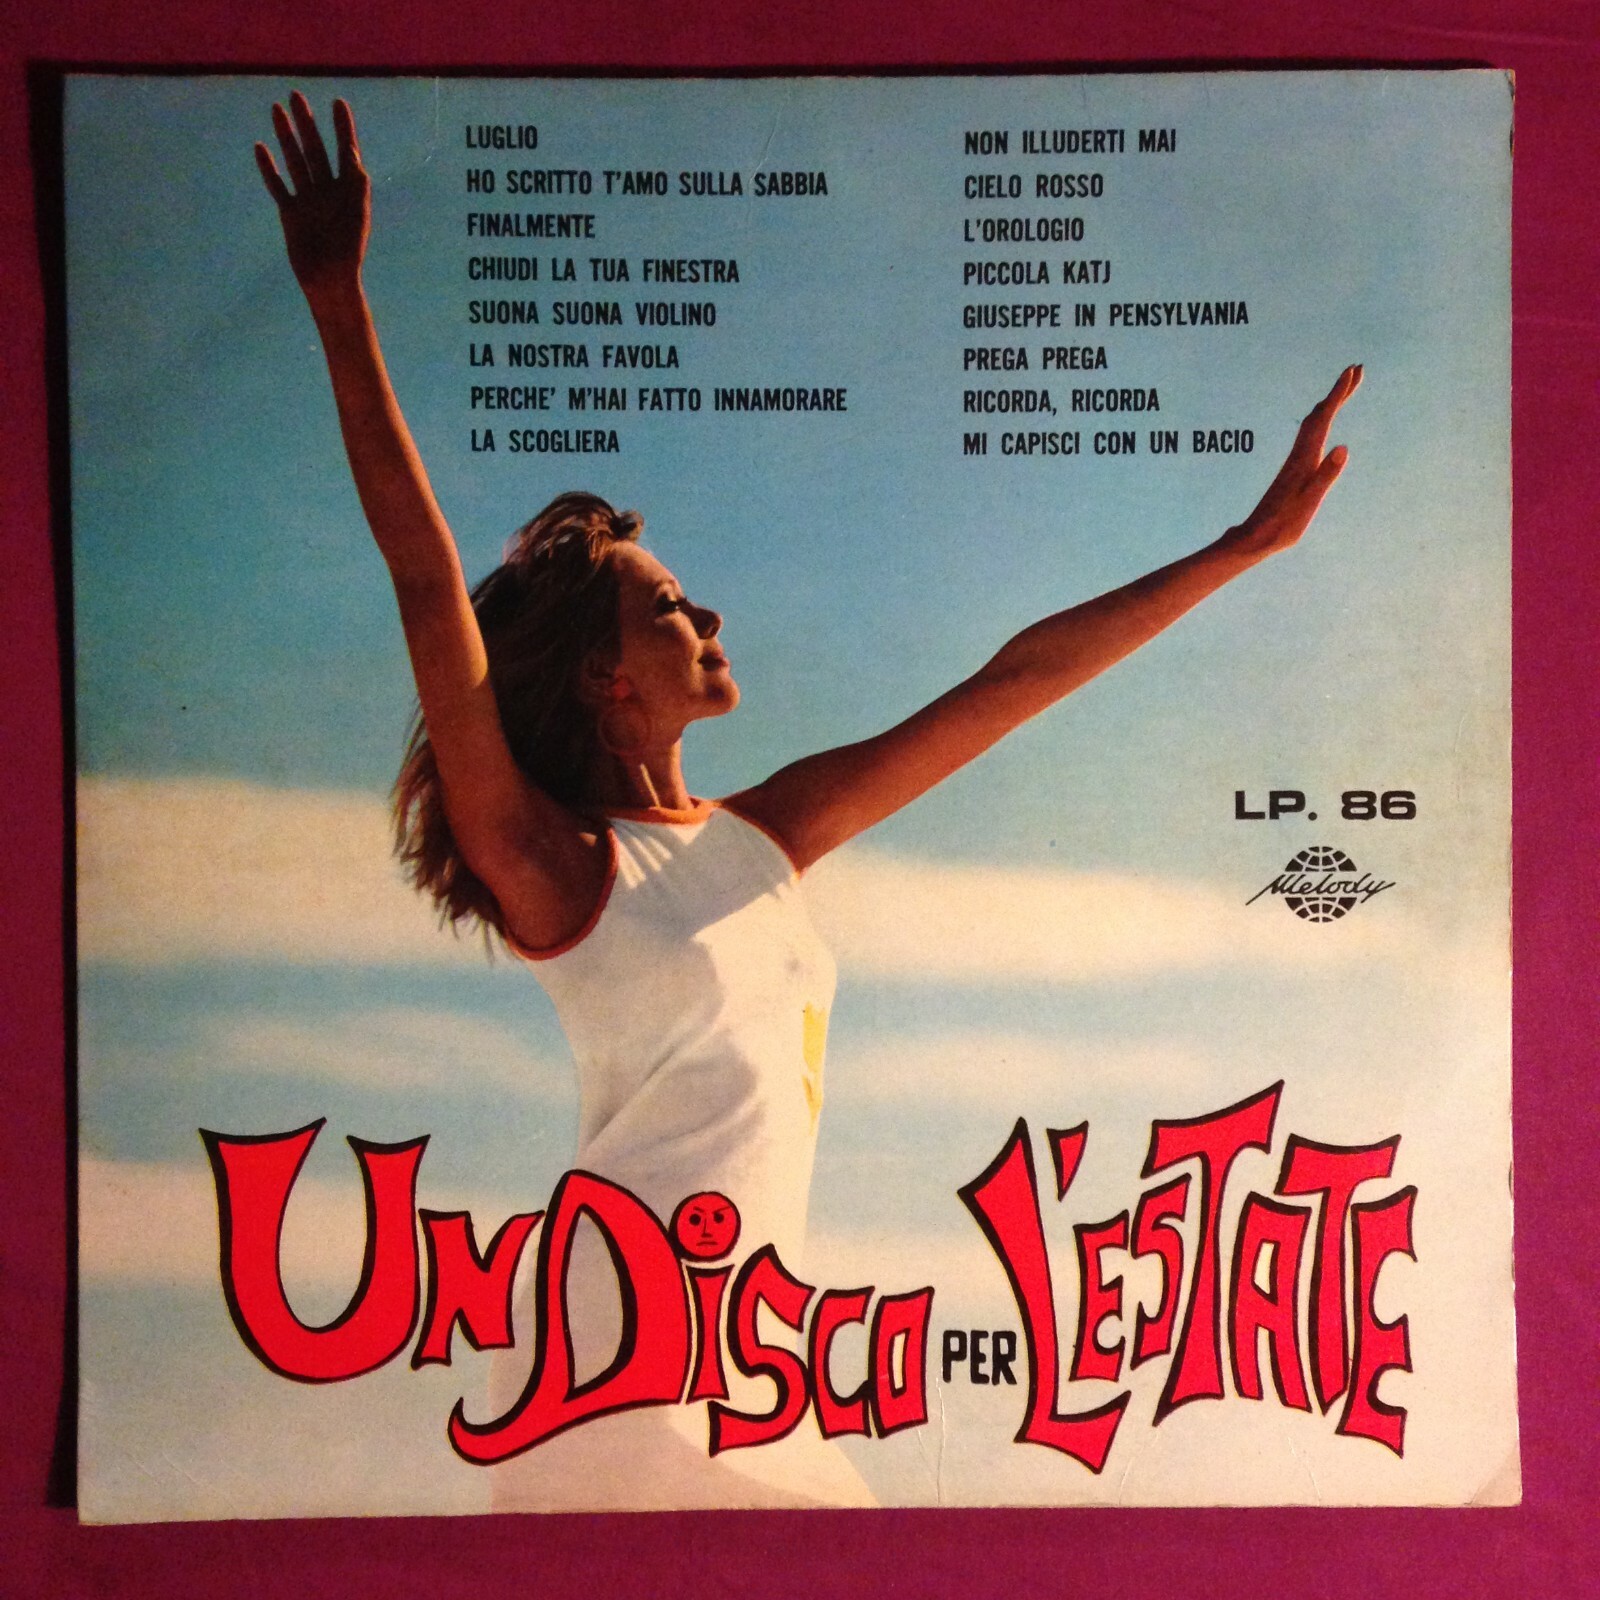 LUGLIO
HO SCRITTO T'AMO SULLA SABBIA
FINALMENTE
CHIUDI LA TUA FINESTRA
SUONA SUONA VIOLINO
LA NOSTRA FAVOLA
PERCHE' M'HAI FATTO INNAMORARE
LA SCOGLIERA
NON ILLUDERTI MAI
CIELO ROSSO
L'OROLOGIO
PICCOLA KATJ
GIUSEPPE IN PENSYLVANIA
PREGA PREGA
RICORDA, RICORDA
MI CAPISCI CON UN BACIO
LP. 86
Melody
UN DISCO PER L'ESTATE